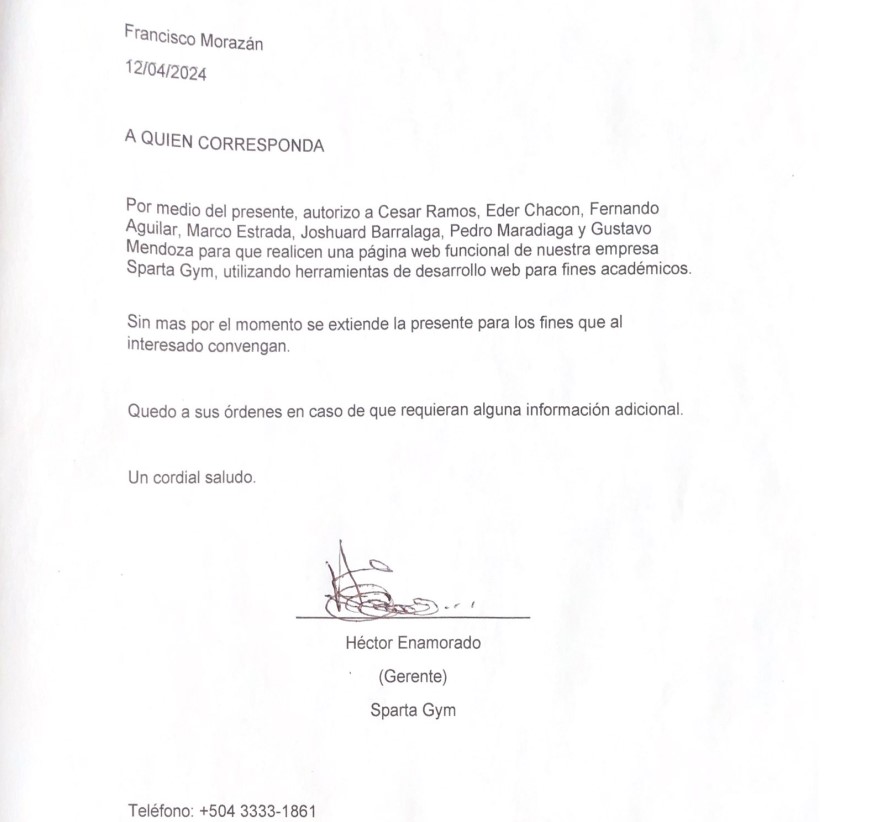 Francisco Morazán
12/04/2024
A QUIEN CORRESPONDA
Por medio del presente, autorizo a Cesar Ramos, Eder Chacon, Fernando
Aguilar, Marco Estrada, Joshuard Barralaga, Pedro Maradiaga y Gustavo
Mendoza para que realicen una página web funcional de nuestra empresa
Sparta Gym, utilizando herramientas de desarrollo web para fines académicos.
Sin mas por el momento se extiende la presente para los fines que al
interesado convengan.
Quedo a sus órdenes en caso de que requieran alguna información adicional.
Un cordial saludo.
Héctor Enamorado
(Gerente)
Sparta Gym
Teléfono: +504 3333-1861